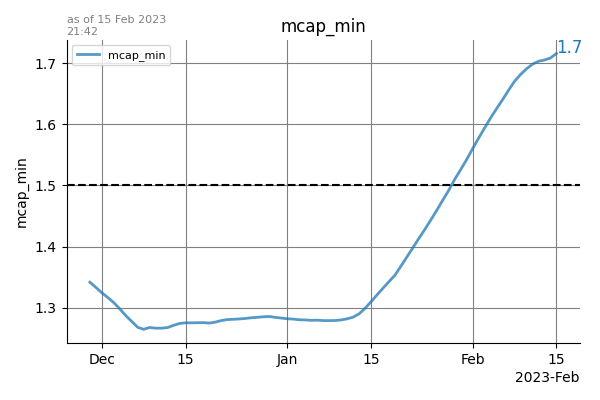 as of 15 Feb 2023
21:42
mcap_min
mcap_min
1.7
1.7
1.6
1.5
1.4
1.3
mcap_min
Dec
15
Jan
15
Feb
15
2023-Feb